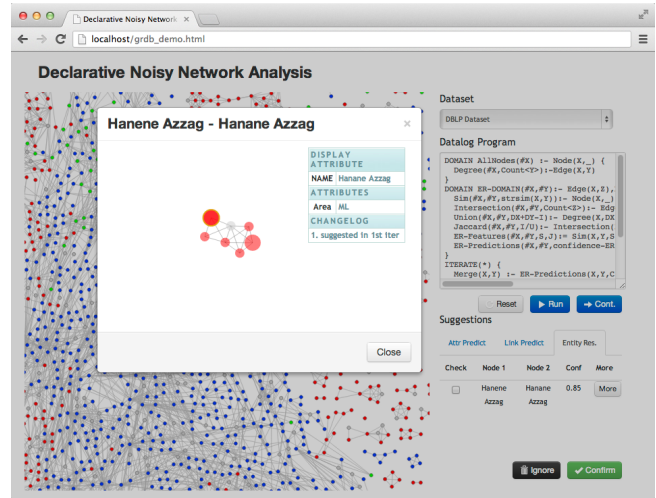 Declarative Noisy Network
localhost/grdb_demo.html
Declarative Noisy Network Analysis
Hanene Azzag - Hanane Azzag
×
DISPLAY
ATTRIBUTE
NAME Hanane Azzag
ATTRIBUTES
Area ML
CHANGELOG
1. suggested in 1st iter
Close
Dataset
DBLP Dataset
Datalog Program
DOMAIN AllNodes(#X) :- Node(X,_) {
Degree(#X,Count<Y>):-Edge(X,Y)
}
DOMAIN ER-DOMAIN(#X,#Y):- Edge(X,Z),
Sim(#X,#Y,strsim(X,Y)):- Node(X,_)
Intersection(#X,#Y,Count<Z>):- Edg
Union(#X,#Y,DX+DY-I):- Degree(X,DX
Jaccard(#X,#Y,I/U):- Intersection(
ER-Features(#X,#Y,S,J):= Sim(X,Y,S
ER-Predictions(#X,#Y,confidence-ER
}
ITERATE(*) {
Merge(X,Y) :- ER-Predictions(X,Y,C
Reset Run Cont.
Suggestions
Attr Predict Link Predict Entity Res.
Check Node 1 Node 2 Conf More
Hanene Azzag Hanane Azzag 0.85 More
Ignore Confirm